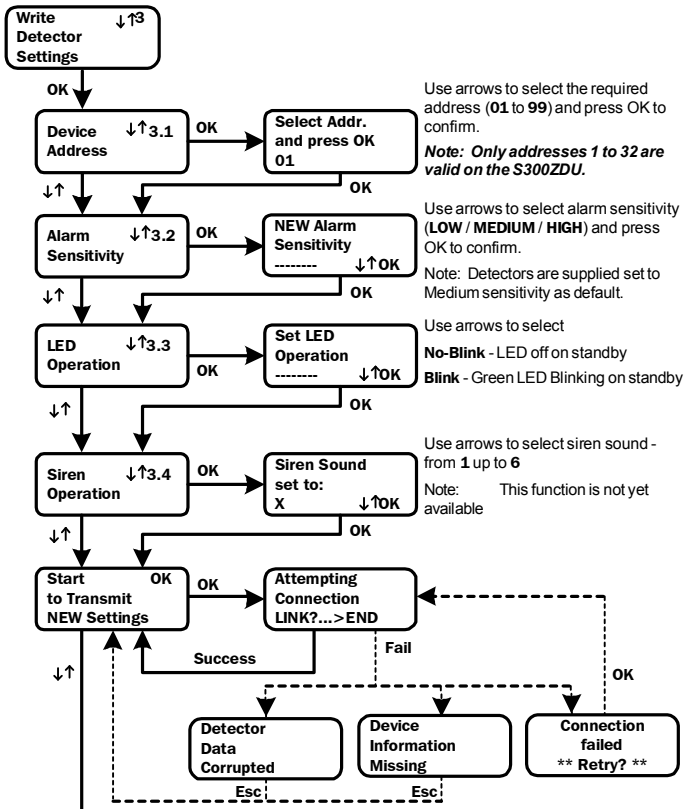 Write ↓↑3
Detector
Settings
OK
Device ↓↑3.1
Address
OK
Select Addr.
and press OK
01
Use arrows to select the required
address (01 to 99) and press OK to
confirm.
Note: Only addresses 1 to 32 are
valid on the S300ZDU.
↓↑
OK
Alarm ↓↑3.2
Sensitivity
OK
NEW Alarm
Sensitivity
-------- ↓↑OK
Use arrows to select alarm sensitivity
(LOW / MEDIUM / HIGH) and press
OK to confirm.
Note: Detectors are supplied set to
Medium sensitivity as default.
↓↑
OK
LED ↓↑3.3
Operation
OK
Set LED
Operation
-------- ↓↑OK
Use arrows to select
No-Blink - LED off on standby
Blink - Green LED Blinking on standby
↓↑
OK
Siren ↓↑3.4
Operation
OK
Siren Sound
set to:
X ↓↑OK
Use arrows to select siren sound -
from 1 up to 6
Note: This function is not yet
available
↓↑
OK
Start OK
to Transmit
NEW Settings
OK
Attempting
Connection
LINK?...>END
Success
Fail
↓↑
OK
Detector
Data
Corrupted
Device
Information
Missing
Connection
failed
** Retry? **
Esc
Esc